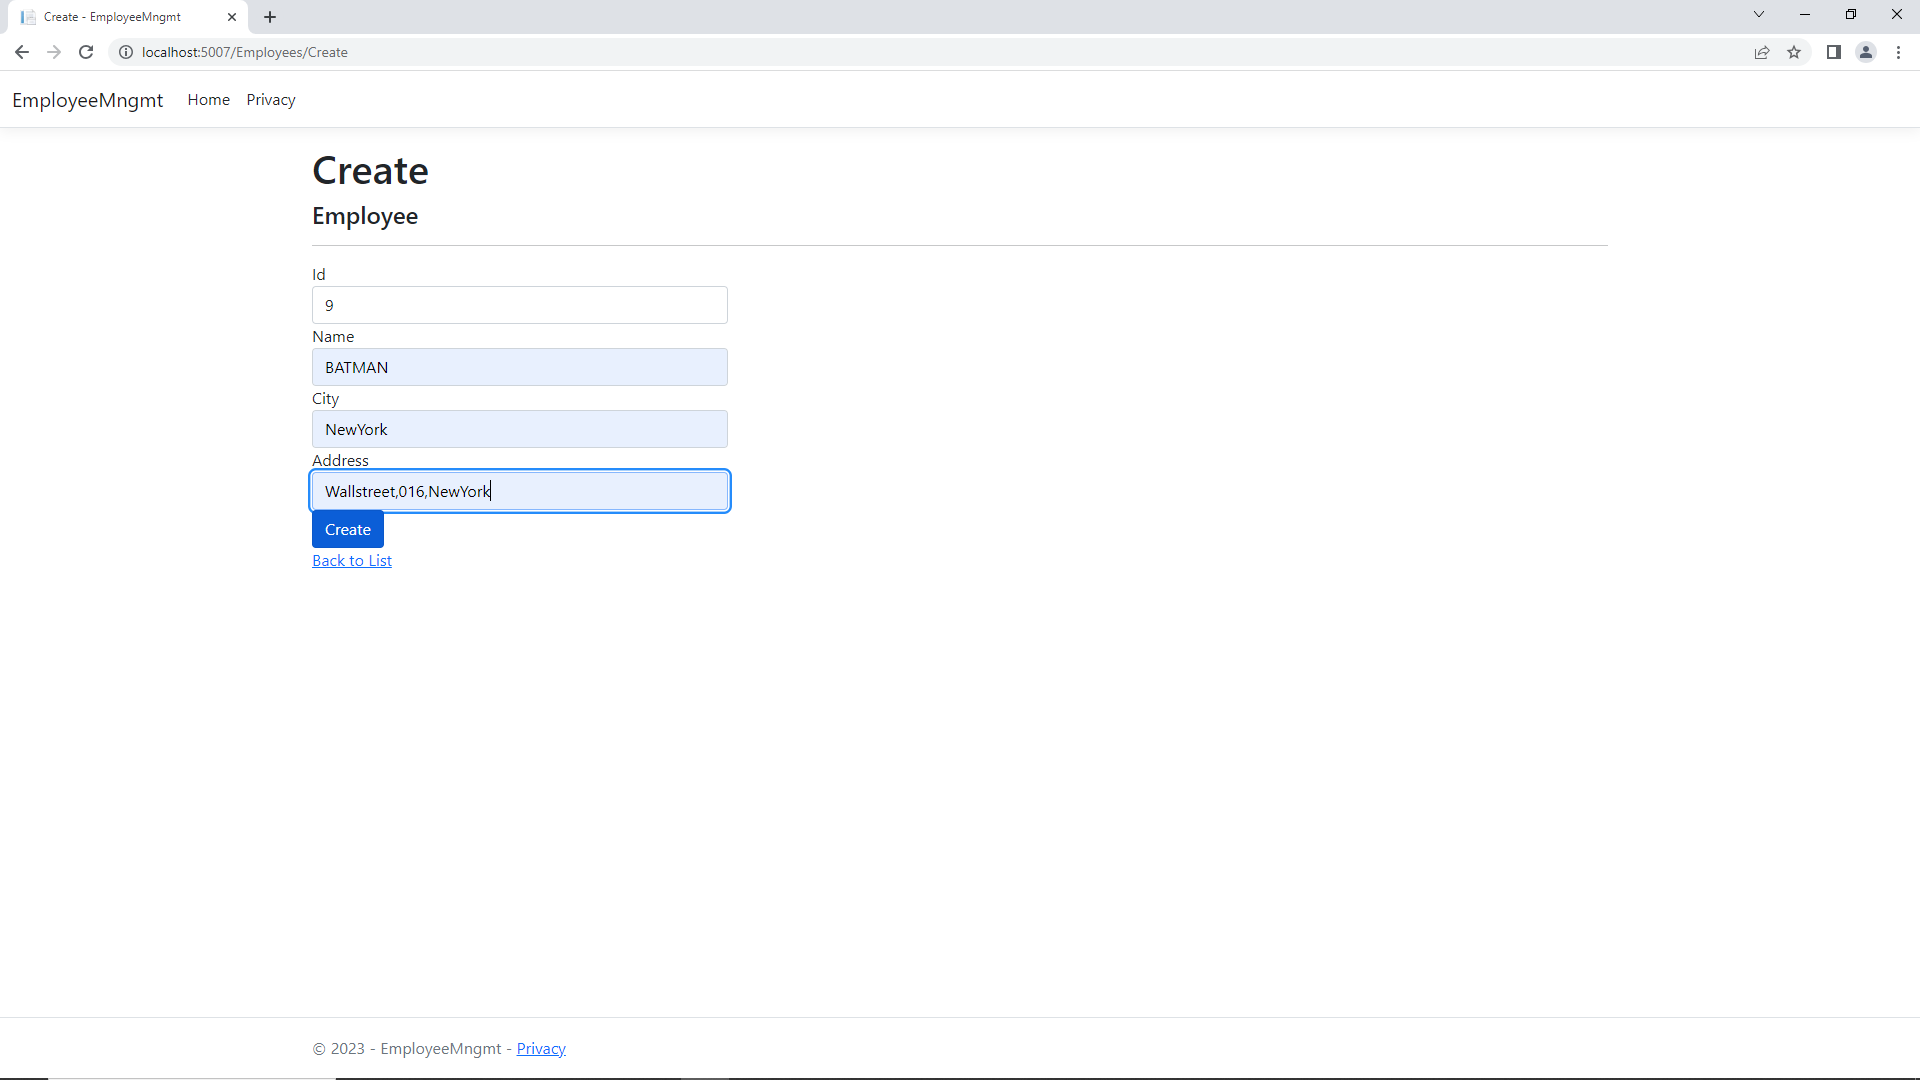 Create - EmployeeMngmt
localhost:5007/Employees/Create
EmployeeMngmt Home Privacy
Create
Employee
Id
9
Name
BATMAN
City
NewYork
Address
Wallstreet,016,NewYork
Create
Back to List
© 2023 - EmployeeMngmt - Privacy